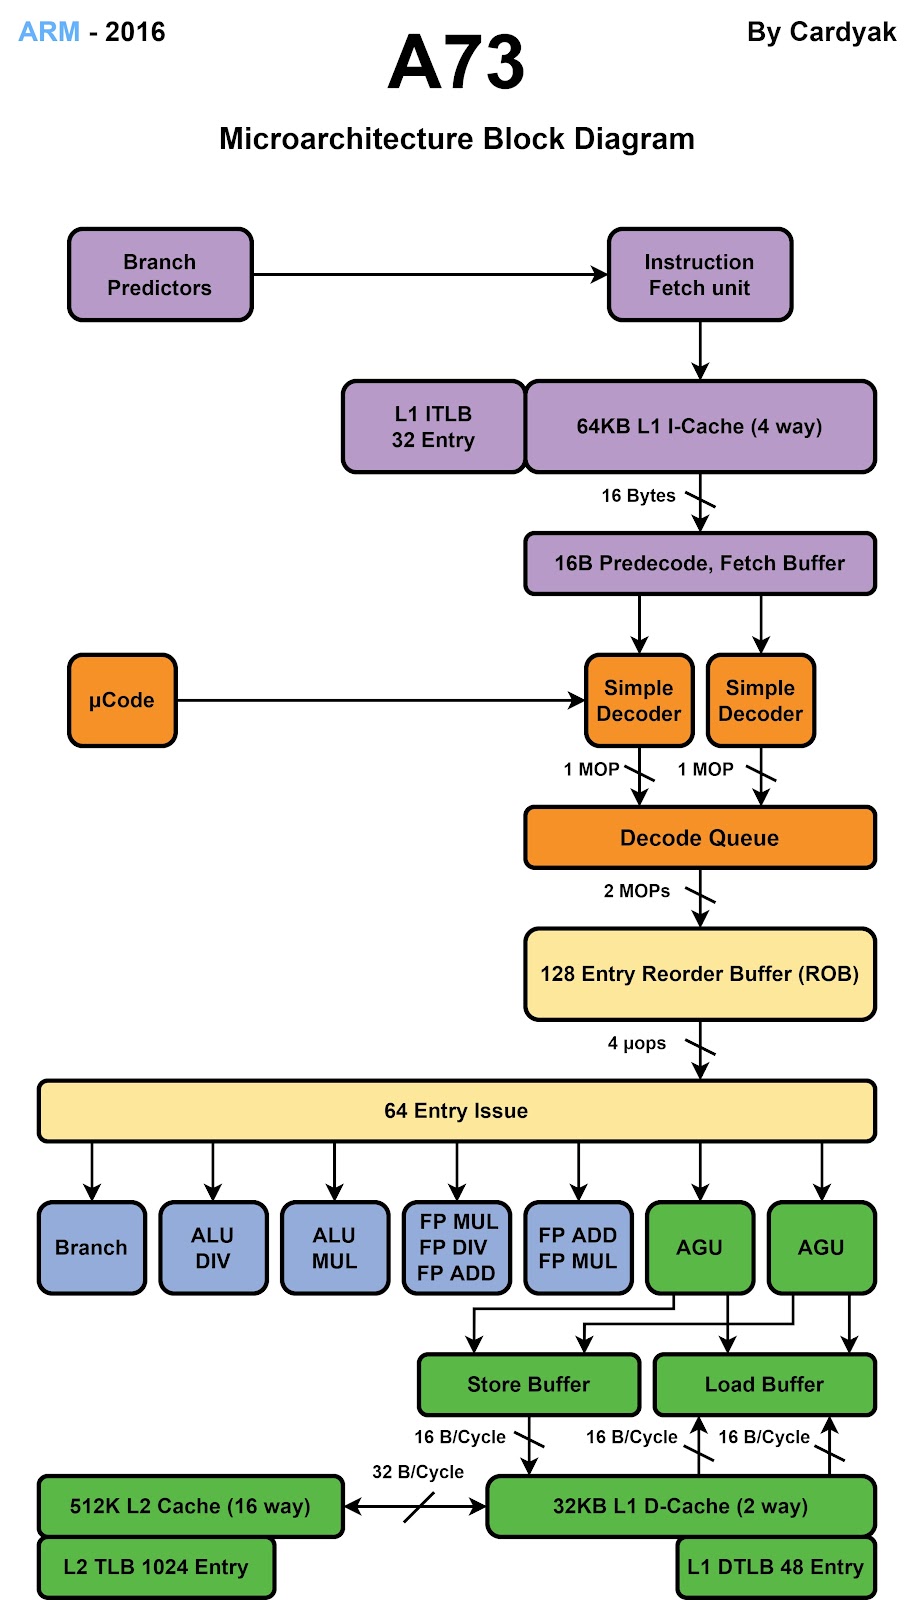 ARM - 2016
By Cardyak
A73
Microarchitecture Block Diagram
Branch
Predictors
Instruction
Fetch unit
L1 ITLB
32 Entry
64KB L1 I-Cache (4 way)
16 Bytes
16B Predecode, Fetch Buffer
µCode
Simple
Decoder
Simple
Decoder
1 MOP
1 MOP
Decode Queue
2 MOPs
128 Entry Reorder Buffer (ROB)
4 µops
64 Entry Issue
Branch
ALU
DIV
ALU
MUL
FP MUL
FP DIV
FP ADD
FP ADD
FP MUL
AGU
AGU
Store Buffer
Load Buffer
16 B/Cycle
16 B/Cycle
16 B/Cycle
32 B/Cycle
512K L2 Cache (16 way)
32KB L1 D-Cache (2 way)
L2 TLB 1024 Entry
L1 DTLB 48 Entry